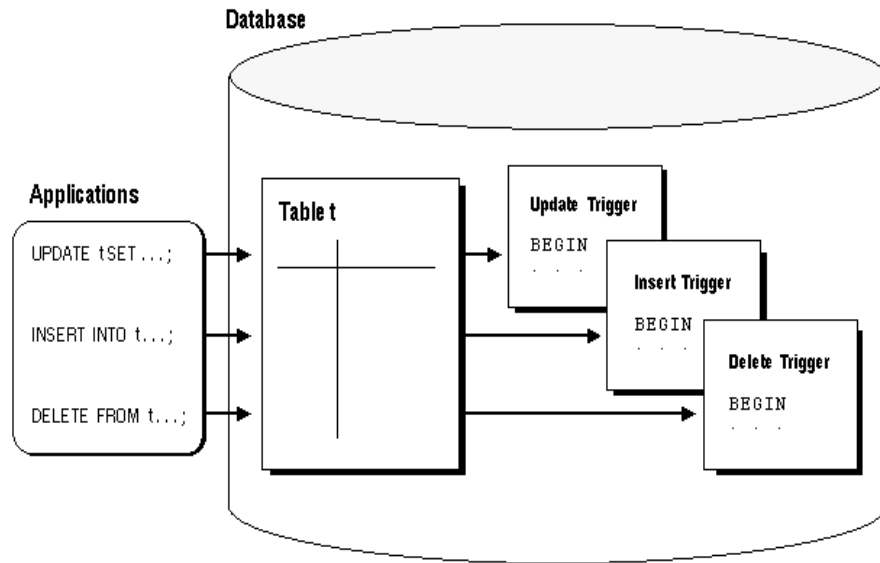 Database
Applications
UPDATE tSET ...;
INSERT INTO t...;
DELETE FROM t...;
Table t
Update Trigger
BEGIN
. . .
Insert Trigger
BEGIN
. . .
Delete Trigger
BEGIN
. . .